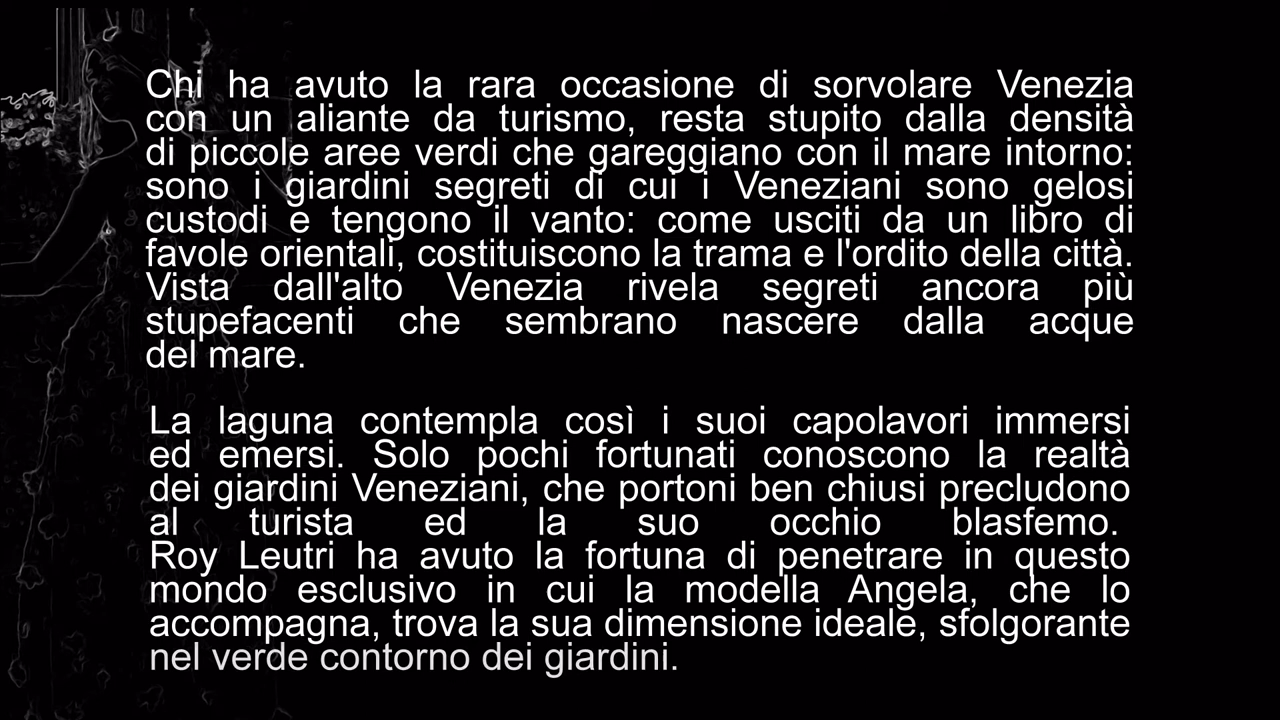 Chi ha avuto la rara occasione di sorvolare Venezia
con un aliante da turismo, resta stupito dalla densità
di piccole aree verdi che gareggiano con il mare intorno:
sono i giardini segreti di cui i Veneziani sono gelosi
custodi e tengono il vanto: come usciti da un libro di
favole orientali, costituiscono la trama e l'ordito della città.
Vista dall'alto Venezia rivela segreti ancora più
stupefacenti che sembrano nascere dalla acque
del mare.
La laguna contempla così i suoi capolavori immersi
ed emersi. Solo pochi fortunati conoscono la realtà
dei giardini Veneziani, che portoni ben chiusi precludono
al turista ed la suo occhio blasfemo.
Roy Leutri ha avuto la fortuna di penetrare in questo
mondo esclusivo in cui la modella Angela, che lo
accompagna, trova la sua dimensione ideale, sfolgorante
nel verde contorno dei giardini.